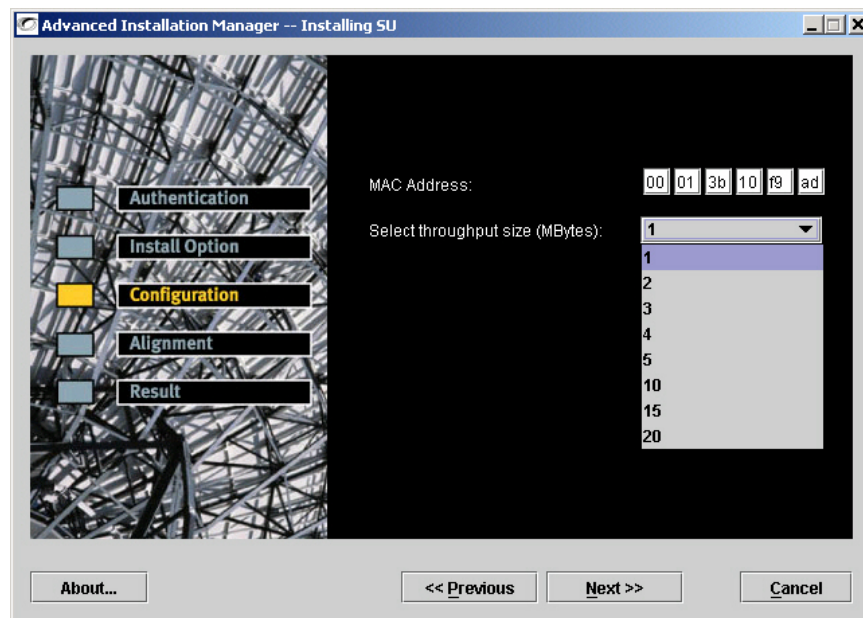 Advanced Installation Manager -- Installing SU
Authentication
Install Option
Configuration
Alignment
Result
MAC Address:
00 01 3b 10 f9 ad
Select throughput size (MBytes):
1
1
2
3
4
5
10
15
20
About...
<< Previous
Next >>
Cancel